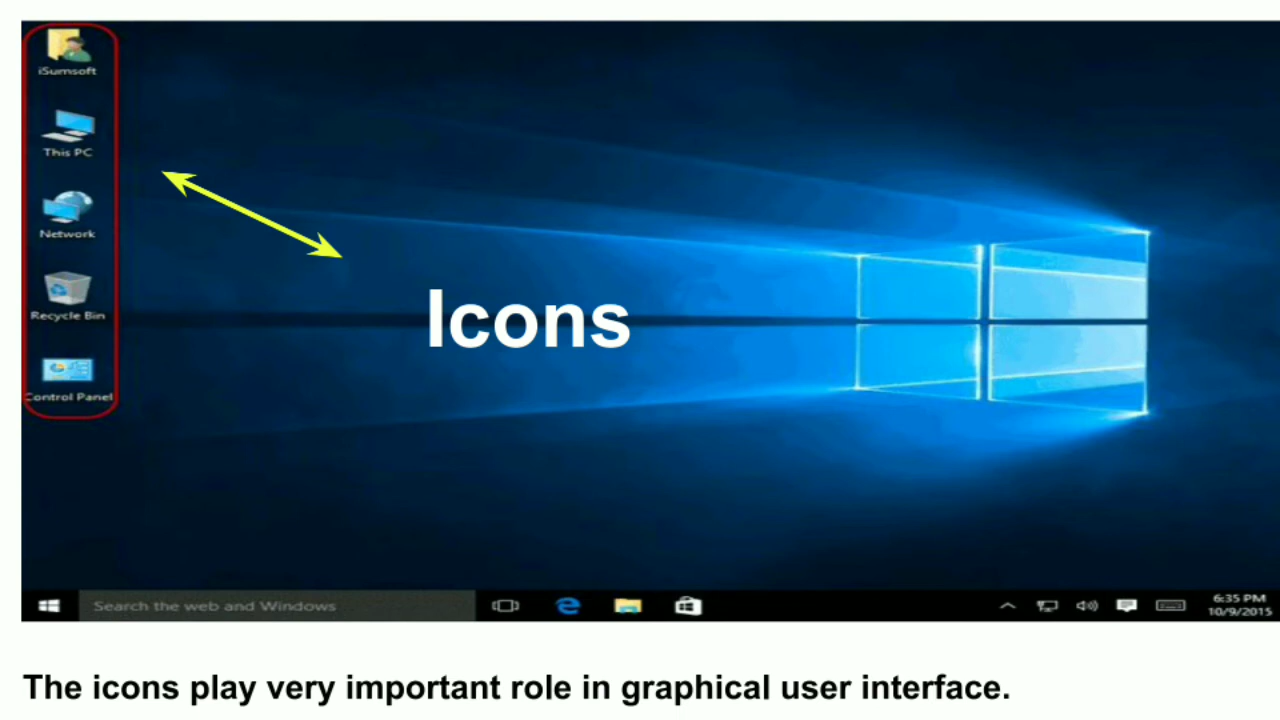 iSumsoft
This PC
Network
Recycle Bin
Control Panel
Icons
Search the web and Windows
6:35 PM
10/9/2015
The icons play very important role in graphical user interface.